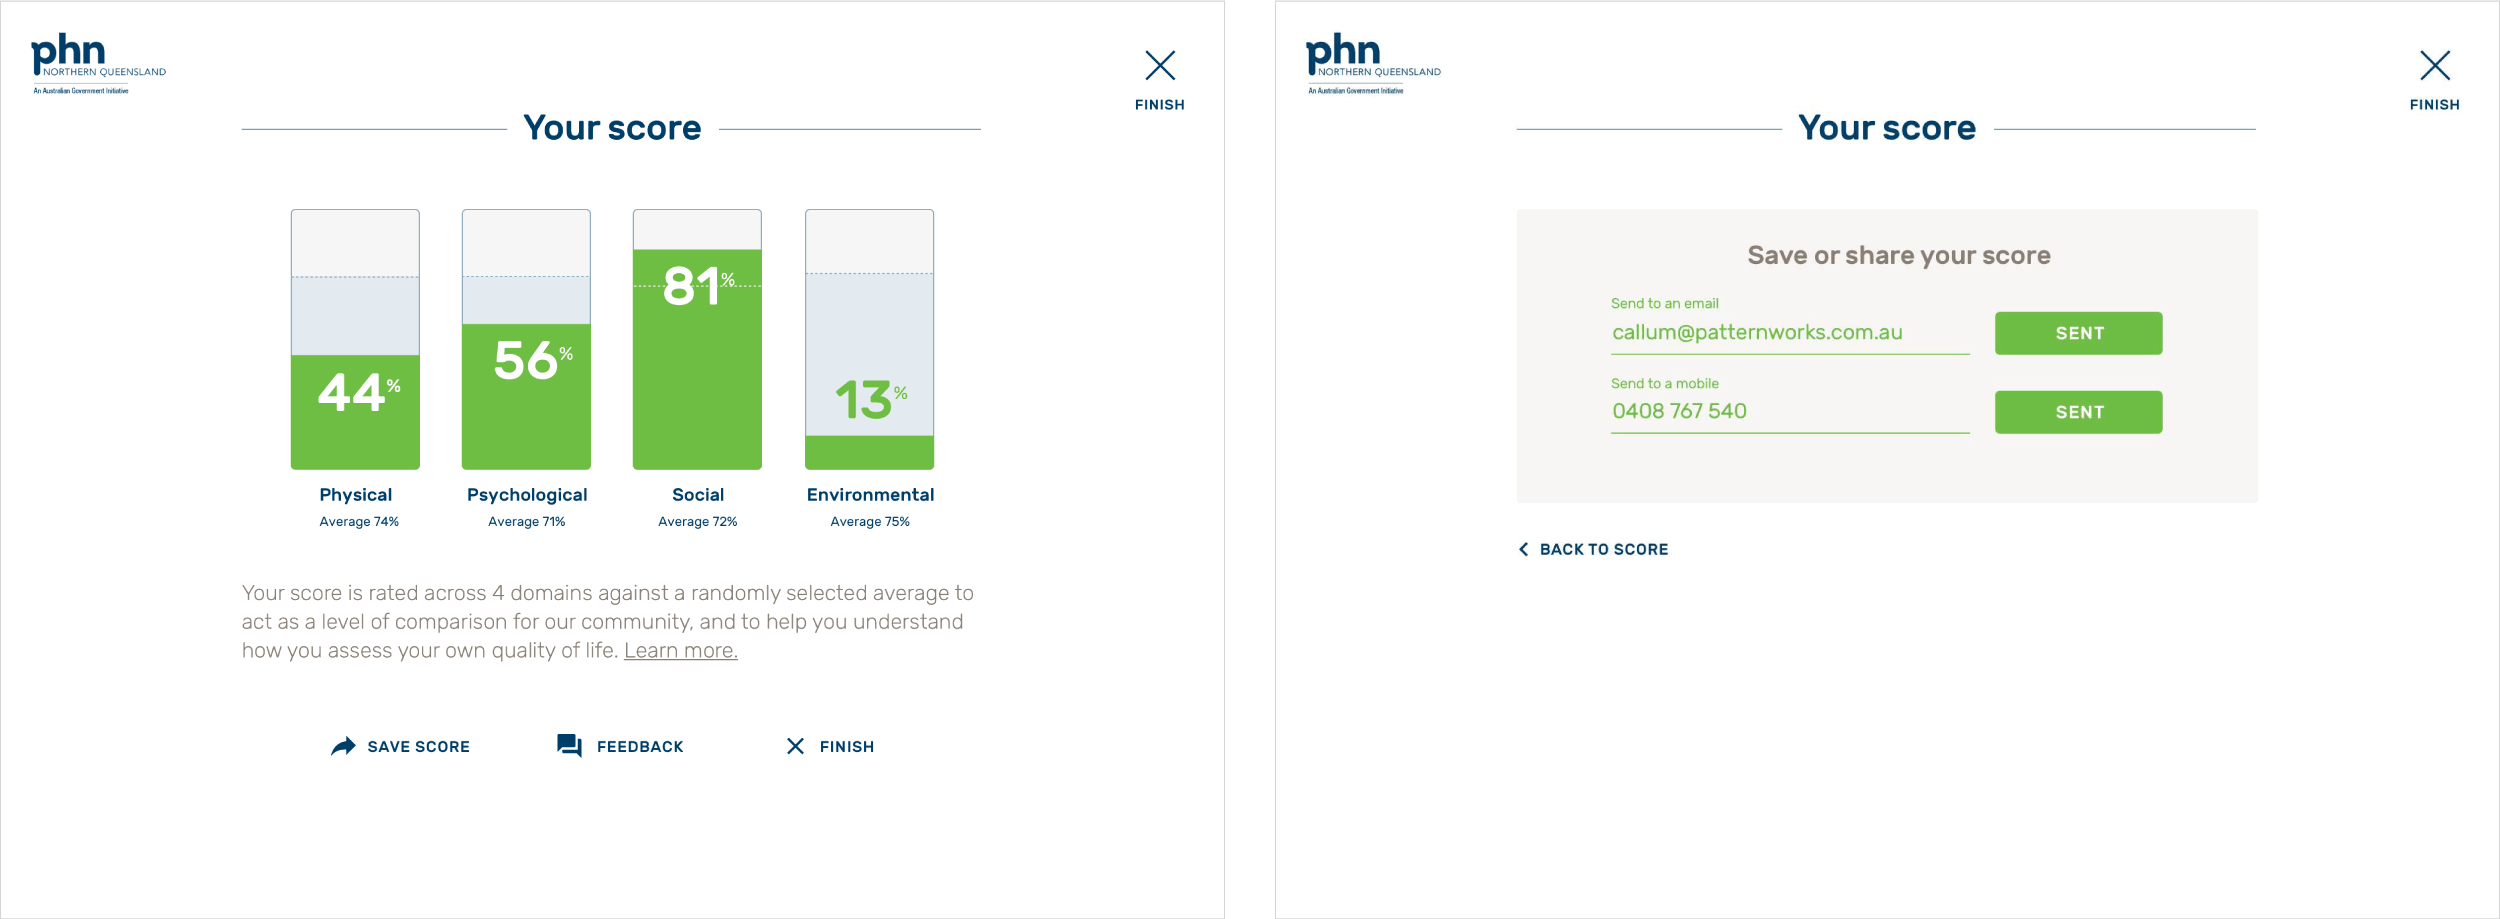 phn
NORTHERN QUEENSLAND
An Australian Government Initiative
FINISH
Your score
44%
56%
81%
13%
Physical
Average 74%
Psychological
Average 71%
Social
Average 72%
Environmental
Average 75%
Your score is rated across 4 domains against a randomly selected average to
act as a level of comparison for our community, and to help you understand
how you assess your own quality of life. Learn more.
SAVE SCORE
FEEDBACK
FINISH
phn
NORTHERN QUEENSLAND
An Australian Government Initiative
FINISH
Your score
Save or share your score
Send to an email
callum@patternworks.com.au
SENT
Send to a mobile
0408 767 540
SENT
BACK TO SCORE